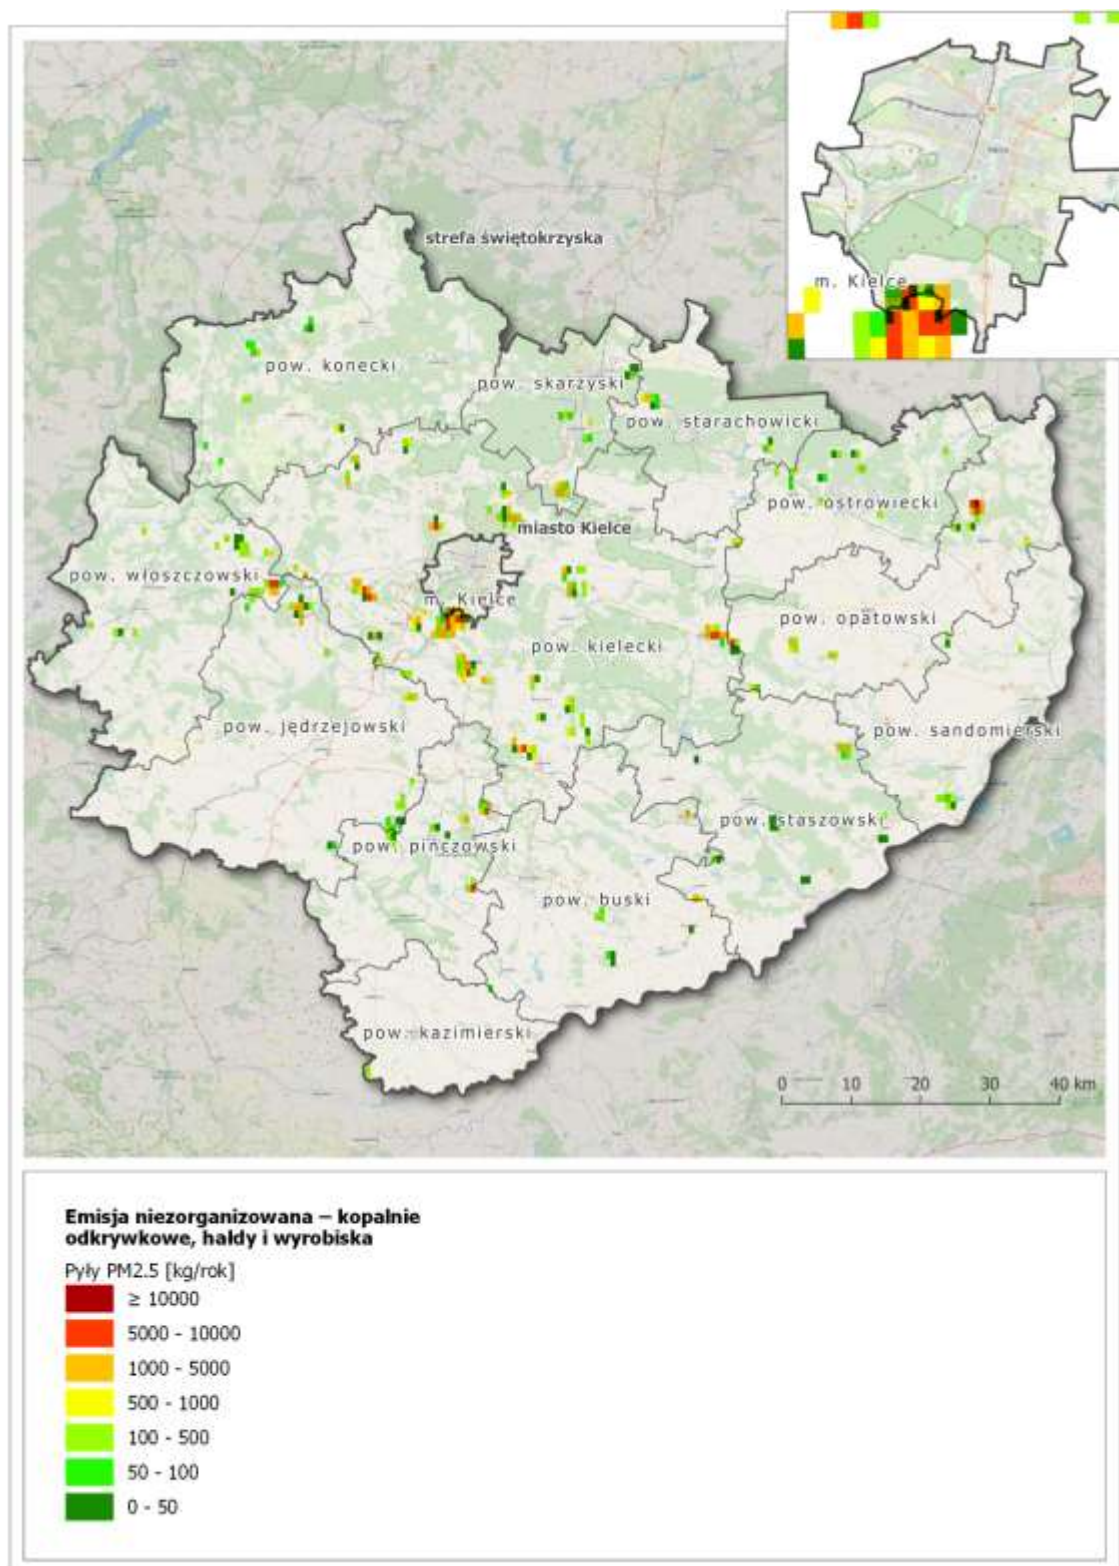 strefa świętokrzyska
m. Kielce
pow. konecki
pow. skarżyski
pow. starachowicki
pow. ostrowiecki
miasto Kielce
pow. włoszczowski
m. Kielce
pow. opatowski
pow. kielecki
pow. jędrzejowski
pow. sandomierski
pow. staszowski
pow. pińczowski
pow. buski
pow. kazimierski
0 10 20 30 40 km
Emisja niezorganizowana – kopalnie
odkrywkowe, hałdy i wyrobiska
Pyły PM2.5 [kg/rok]
≥ 10000
5000 - 10000
1000 - 5000
500 - 1000
100 - 500
50 - 100
0 - 50